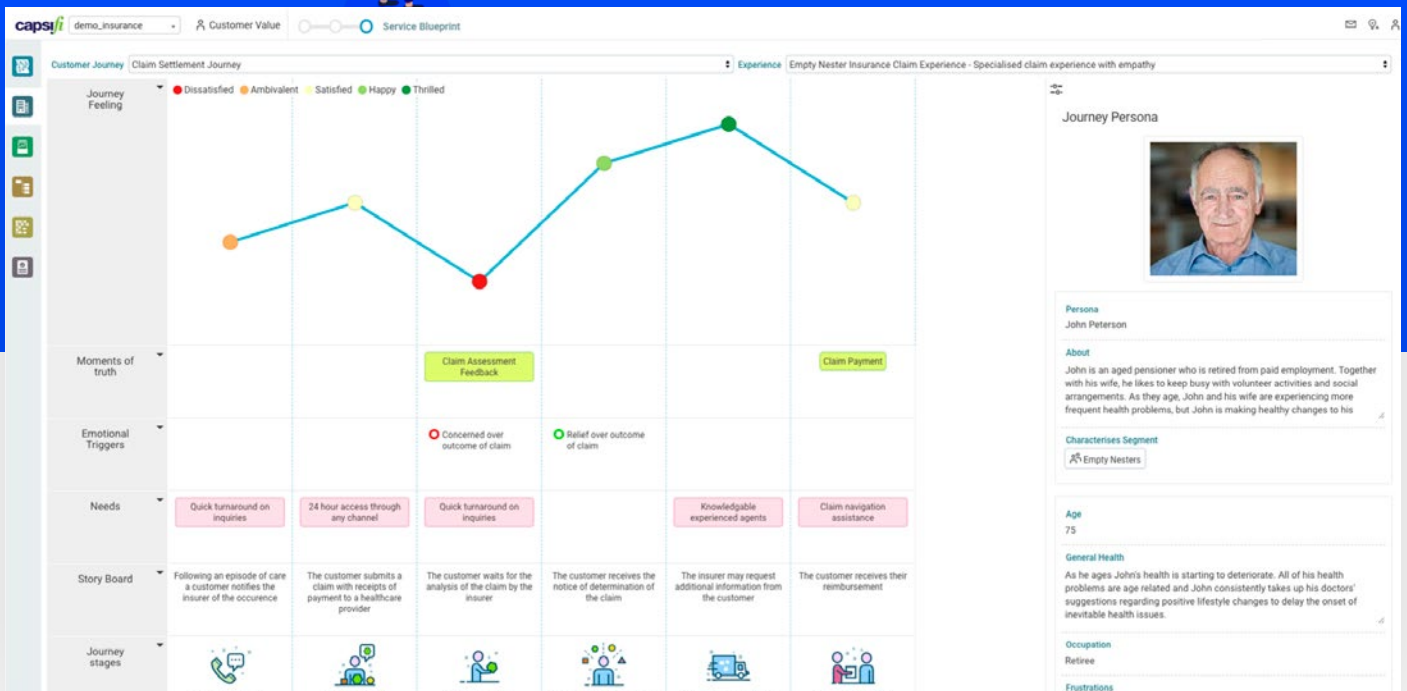 capsifi demo_insurance Customer Value Service Blueprint
Customer Journey Claim Settlement Journey Experience Empty Nester Insurance Claim Experience - Specialised claim experience with empathy
Journey
Feeling
Dissatisfied Ambivalent Satisfied Happy Thrilled
Moments of
truth
Claim Assessment
Feedback
Claim Payment
Emotional
Triggers
Concerned over
outcome of claim
Relief over outcome
of claim
Needs
Quick turnaround on
inquiries
24 hour access through
any channel
Quick turnaround on
inquiries
Knowledgable
experienced agents
Claim navigation
assistance
Story Board
Following an episode of care
a customer notifies the
insurer of the occurence
The customer submits a
claim with receipts of
payment to a healthcare
provider
The customer waits for the
analysis of the claim by the
insurer
The customer receives the
notice of determination of
the claim
The insurer may request
additional information from
the customer
The customer receives their
reimbursement
Journey
stages
Journey Persona
Persona
John Peterson
About
John is an aged pensioner who is retired from paid employment. Together
with his wife, he likes to keep busy with volunteer activities and social
arrangements. As they age, John and his wife are experiencing more
frequent health problems, but John is making healthy changes to his
Characterises Segment
Empty Nesters
Age
75
General Health
As he ages John's health is starting to deteriorate. All of his health
problems are age related and John consistently takes up his doctors'
suggestions regarding positive lifestyle changes to delay the onset of
inevitable health issues.
Occupation
Retiree
Frustrations